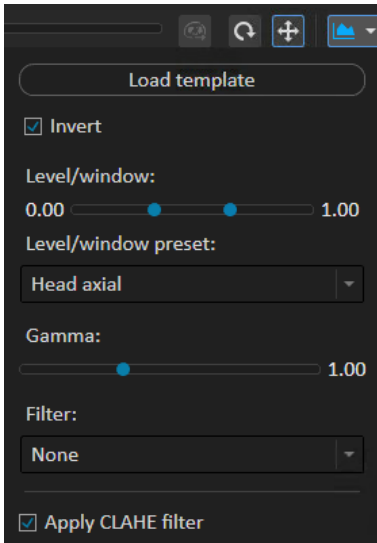 Load template
Invert
Level/window:
0.00 1.00
Level/window preset:
Head axial
Gamma:
1.00
Filter:
None
Apply CLAHE filter